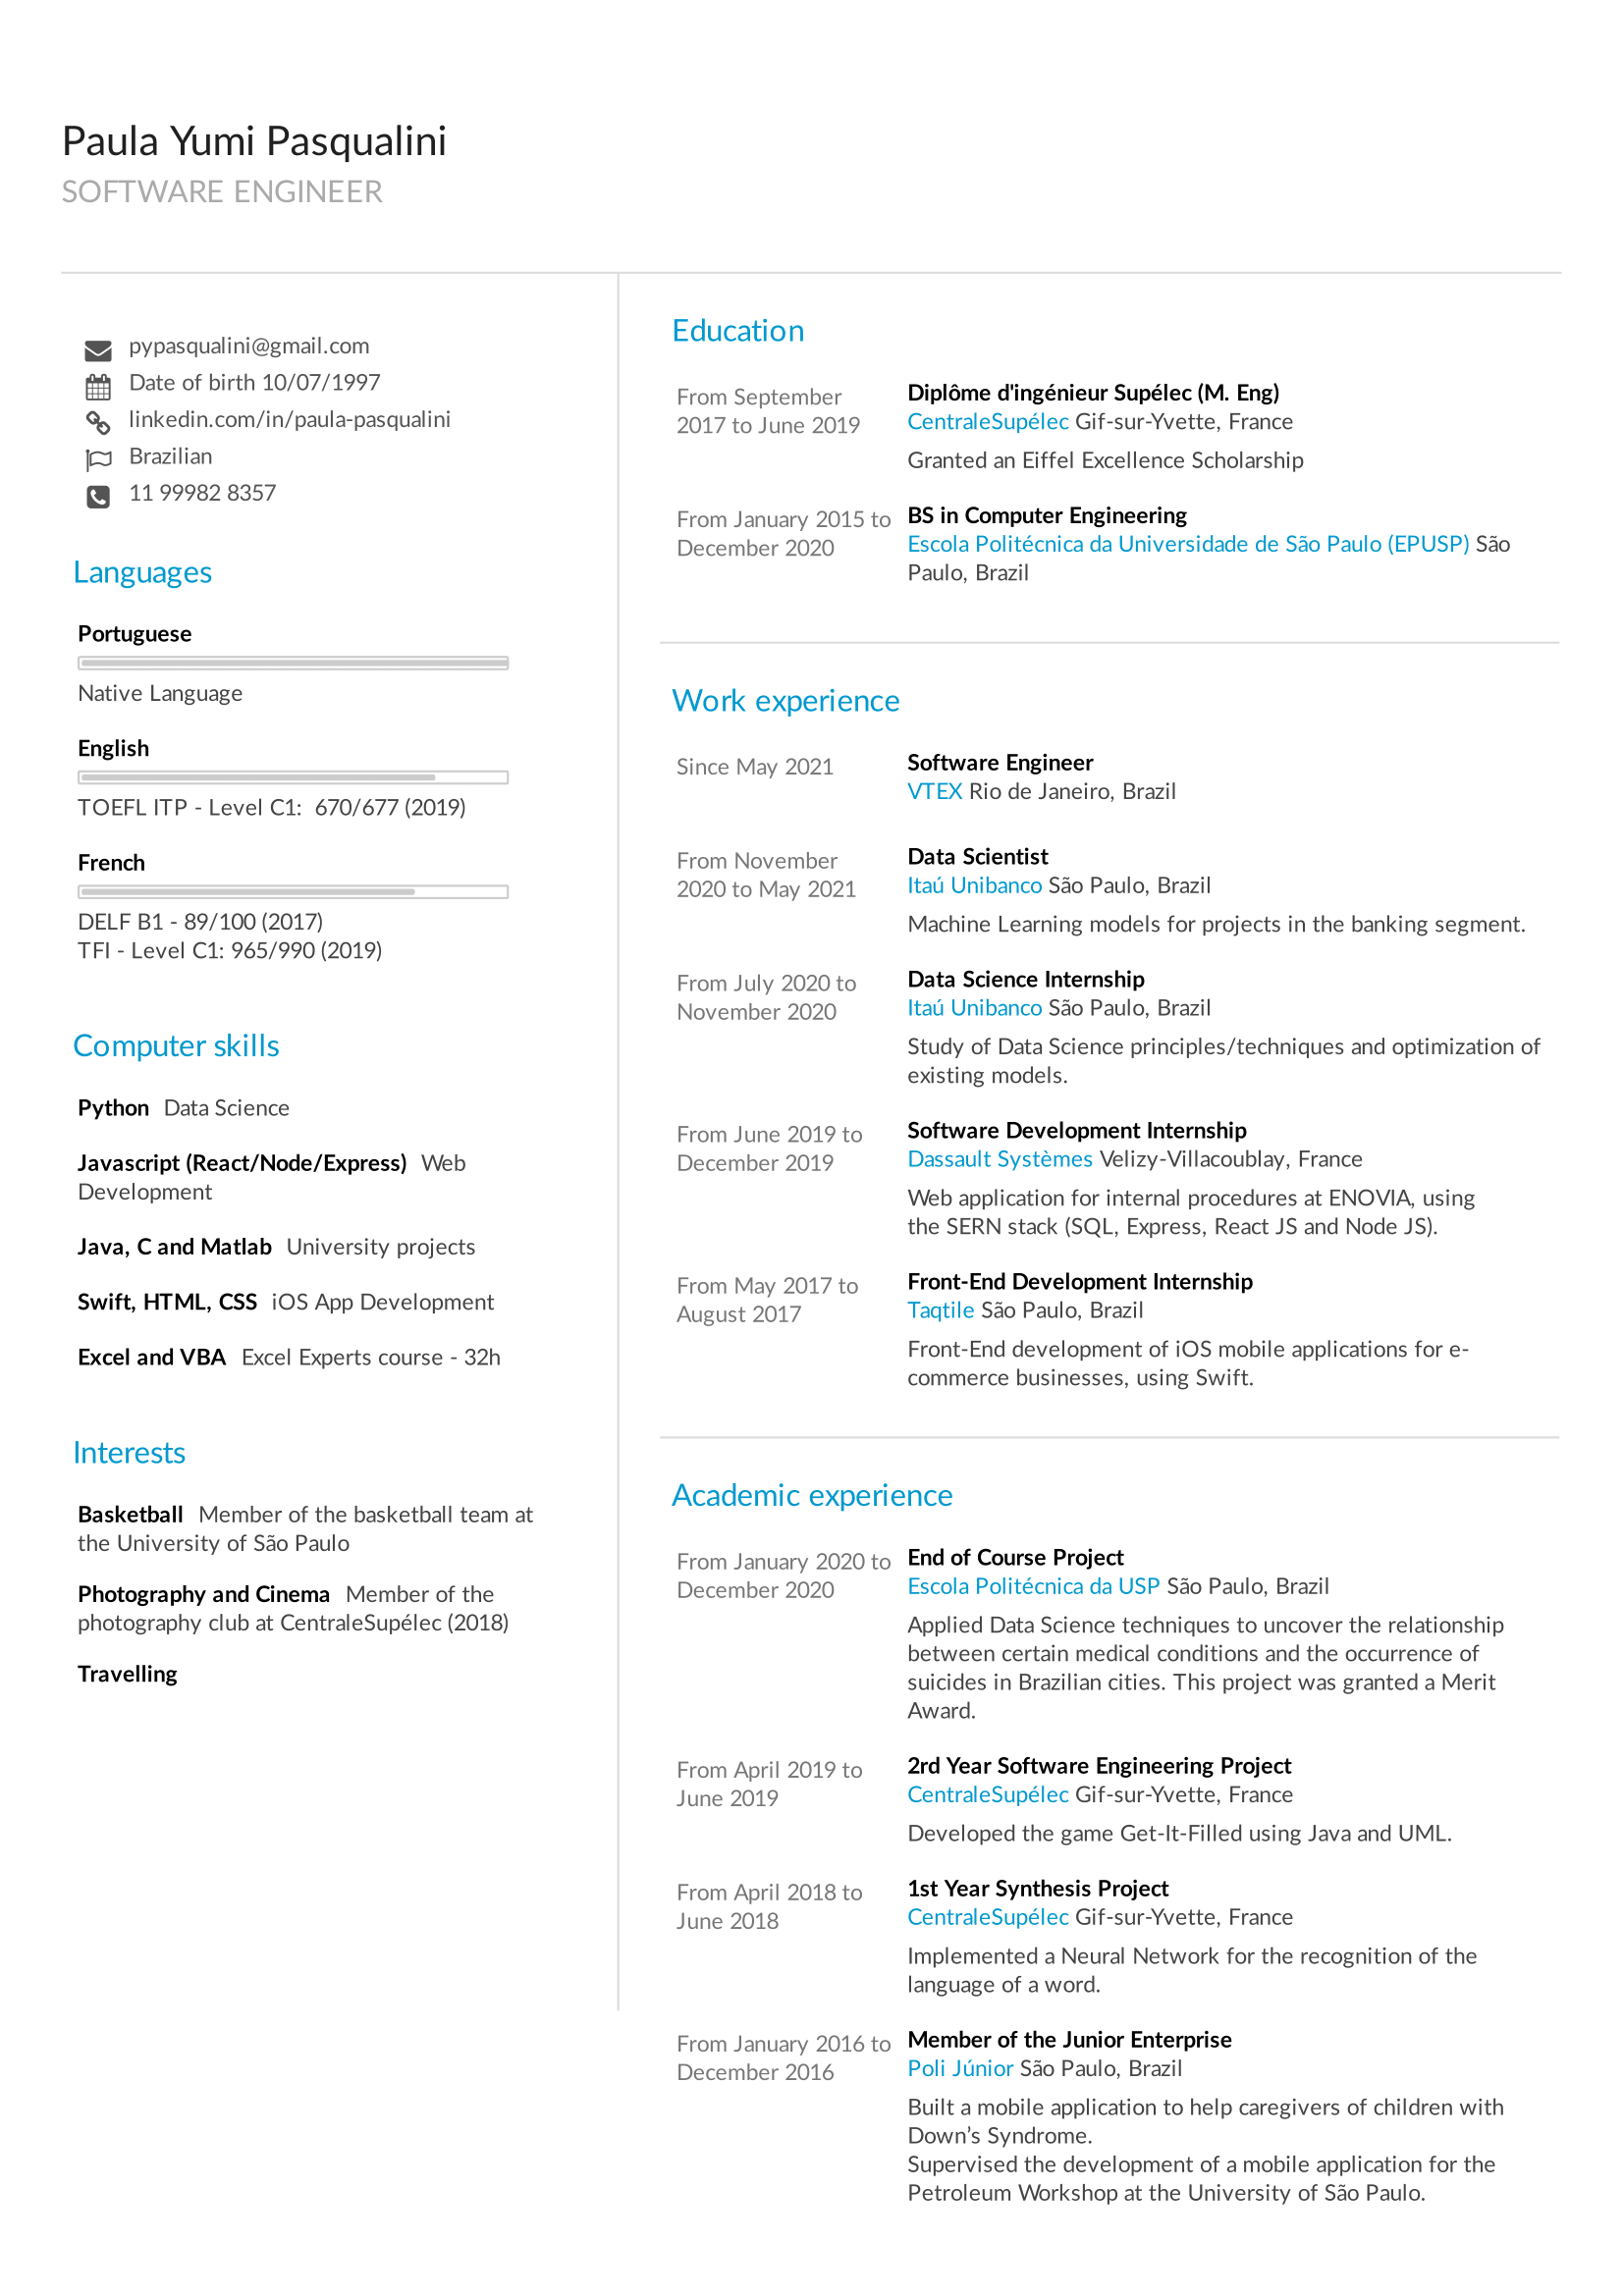 Paula Yumi Pasqualini
SOFTWARE ENGINEER
pypasqualini@gmail.com
Date of birth 10/07/1997
linkedin.com/in/paula-pasqualini
Brazilian
11 99982 8357
Languages
Portuguese
Native Language
English
TOEFL ITP - Level C1: 670/677 (2019)
French
DELF B1 - 89/100 (2017)
TFI - Level C1: 965/990 (2019)
Computer skills
Python Data Science
Javascript (React/Node/Express) Web
Development
Java, C and Matlab University projects
Swift, HTML, CSS iOS App Development
Excel and VBA Excel Experts course - 32h
Interests
Basketball Member of the basketball team at
the University of São Paulo
Photography and Cinema Member of the
photography club at CentraleSupélec (2018)
Travelling
Education
From September
2017 to June 2019
Diplôme d'ingénieur Supélec (M. Eng)
CentraleSupélec Gif-sur-Yvette, France
Granted an Eiffel Excellence Scholarship
From January 2015 to
December 2020
BS in Computer Engineering
Escola Politécnica da Universidade de São Paulo (EPUSP) São
Paulo, Brazil
Work experience
Since May 2021
Software Engineer
VTEX Rio de Janeiro, Brazil
From November
2020 to May 2021
Data Scientist
Itaú Unibanco São Paulo, Brazil
Machine Learning models for projects in the banking segment.
From July 2020 to
November 2020
Data Science Internship
Itaú Unibanco São Paulo, Brazil
Study of Data Science principles/techniques and optimization of
existing models.
From June 2019 to
December 2019
Software Development Internship
Dassault Systèmes Velizy-Villacoublay, France
Web application for internal procedures at ENOVIA, using
the SERN stack (SQL, Express, React JS and Node JS).
From May 2017 to
August 2017
Front-End Development Internship
Taqtile São Paulo, Brazil
Front-End development of iOS mobile applications for e-
commerce businesses, using Swift.
Academic experience
From January 2020 to
December 2020
End of Course Project
Escola Politécnica da USP São Paulo, Brazil
Applied Data Science techniques to uncover the relationship
between certain medical conditions and the occurrence of
suicides in Brazilian cities. This project was granted a Merit
Award.
From April 2019 to
June 2019
2rd Year Software Engineering Project
CentraleSupélec Gif-sur-Yvette, France
Developed the game Get-It-Filled using Java and UML.
From April 2018 to
June 2018
1st Year Synthesis Project
CentraleSupélec Gif-sur-Yvette, France
Implemented a Neural Network for the recognition of the
language of a word.
From January 2016 to
December 2016
Member of the Junior Enterprise
Poli Júnior São Paulo, Brazil
Built a mobile application to help caregivers of children with
Down’s Syndrome.
Supervised the development of a mobile application for the
Petroleum Workshop at the University of São Paulo.